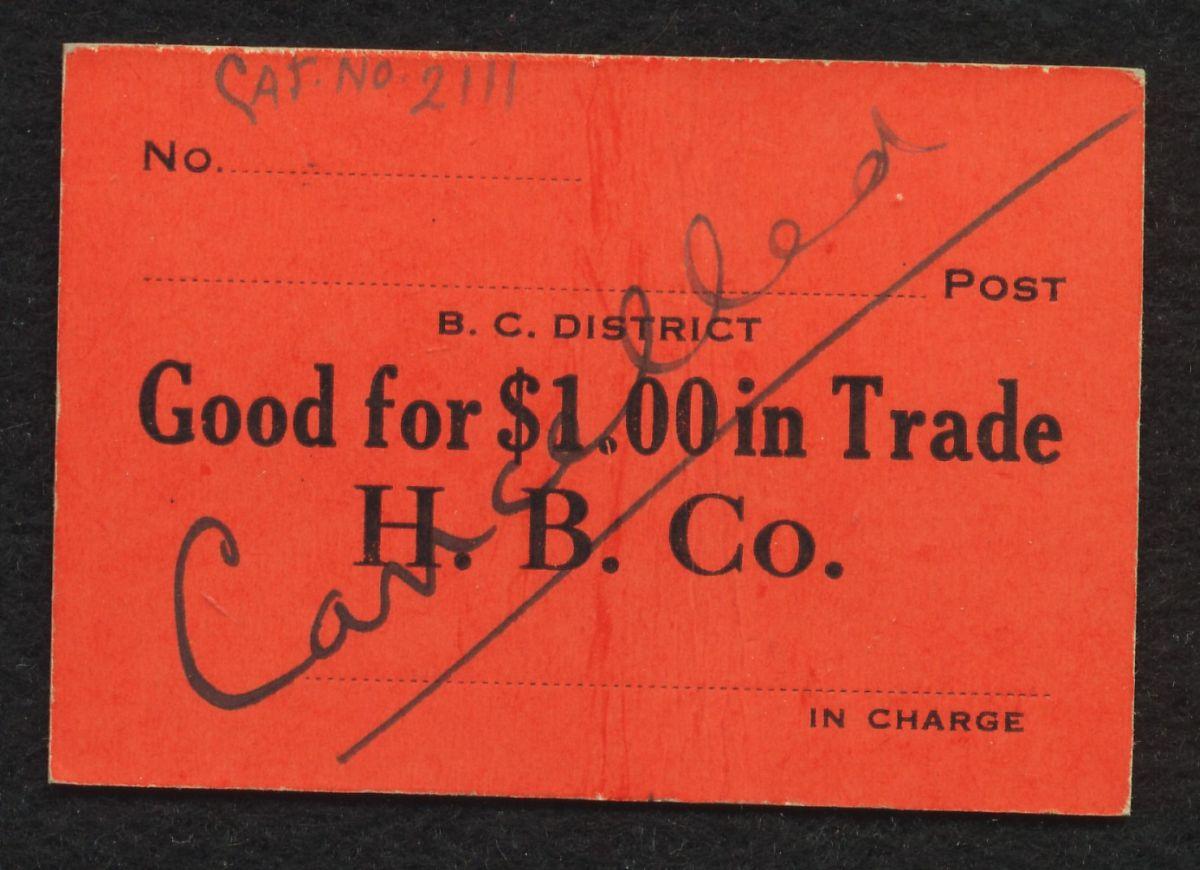 CAT. NO. 2111
No.
POST
B. C. DISTRICT
Good for $1.00 in Trade
H. B. Co.
Cancelled
IN CHARGE